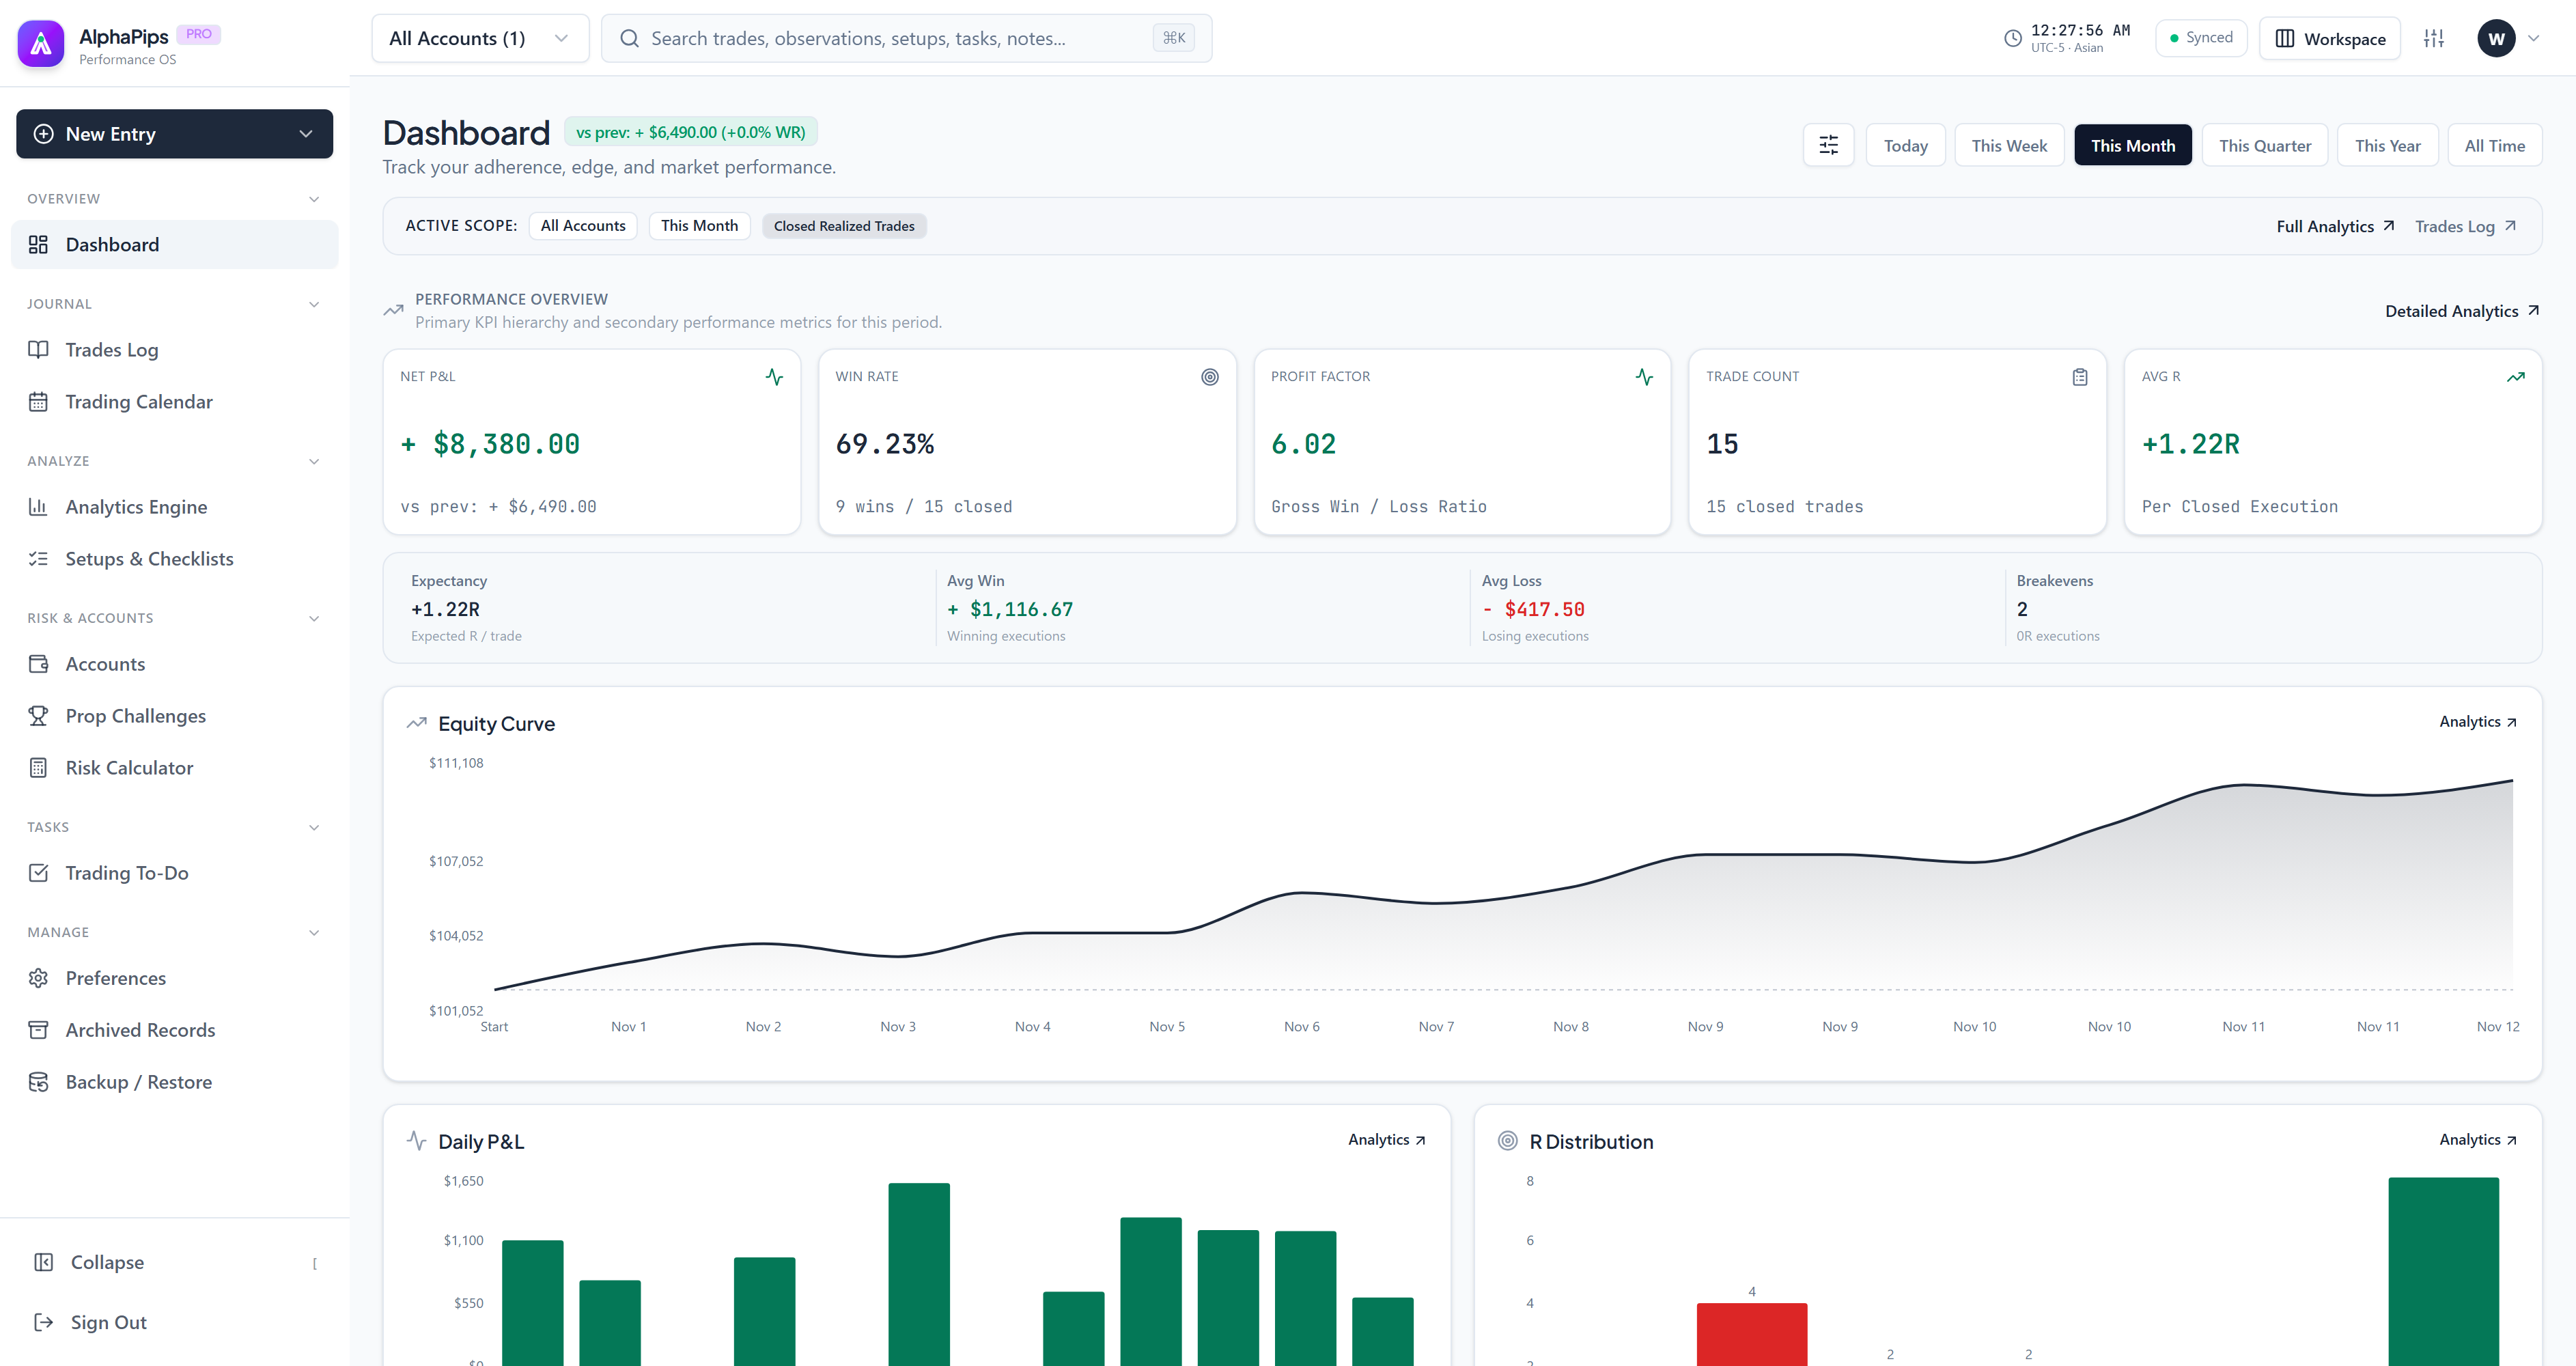 AlphaPips PRO
Performance OS
All Accounts (1)
Search trades, observations, setups, tasks, notes...
⌘K
12:27:56 AM
UTC-5 · Asian
Synced
Workspace
W
New Entry
OVERVIEW
Dashboard
JOURNAL
Trades Log
Trading Calendar
ANALYZE
Analytics Engine
Setups & Checklists
RISK & ACCOUNTS
Accounts
Prop Challenges
Risk Calculator
TASKS
Trading To-Do
MANAGE
Preferences
Archived Records
Backup / Restore
Collapse [
Sign Out
Dashboard
vs prev: + $6,490.00 (+0.0% WR)
Track your adherence, edge, and market performance.
Today
This Week
This Month
This Quarter
This Year
All Time
ACTIVE SCOPE: All Accounts This Month Closed Realized Trades
Full Analytics
Trades Log
PERFORMANCE OVERVIEW
Primary KPI hierarchy and secondary performance metrics for this period.
Detailed Analytics
NET P&L
+ $8,380.00
vs prev: + $6,490.00
WIN RATE
69.23%
9 wins / 15 closed
PROFIT FACTOR
6.02
Gross Win / Loss Ratio
TRADE COUNT
15
15 closed trades
AVG R
+1.22R
Per Closed Execution
Expectancy
+1.22R
Expected R / trade
Avg Win
+ $1,116.67
Winning executions
Avg Loss
- $417.50
Losing executions
Breakevens
2
0R executions
Equity Curve
Analytics
$111,108
$107,052
$104,052
$101,052
Start Nov 1 Nov 2 Nov 3 Nov 4 Nov 5 Nov 6 Nov 7 Nov 8 Nov 9 Nov 9 Nov 10 Nov 10 Nov 11 Nov 11 Nov 12
Daily P&L
Analytics
$1,650
$1,100
$550
$0
R Distribution
Analytics
8
6
4
2
4
2
2